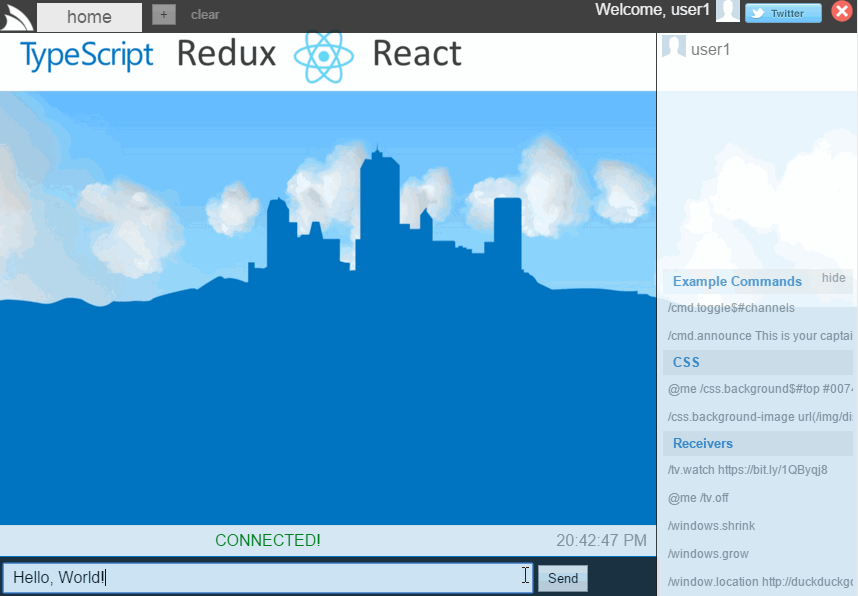 home + clear Welcome, user1 Twitter
TypeScript Redux React
user1
Example Commands hide
/cmd.toggle$#channels
/cmd.announce This is your captai
CSS
@me /css.background$#top #0074
/css.background-image url(/img/di
Receivers
/tv.watch https://bit.ly/1QByqj8
@me /tv.off
/windows.shrink
/windows.grow
/window.location http://duckduckgo
CONNECTED! 20:42:47 PM
Hello, World! Send